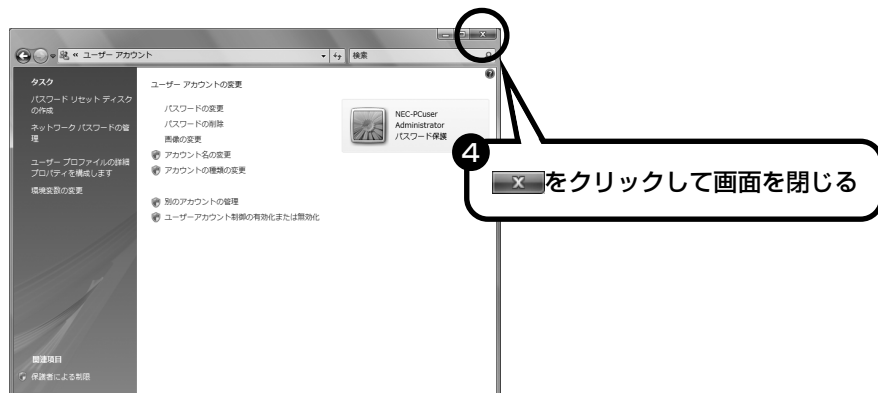 « ユーザー アカウント
検索
タスク
パスワード リセット ディスク
の作成
ネットワーク パスワードの管
理
ユーザー プロファイルの詳細
プロパティを構成します
環境変数の変更
関連項目
保護者による制限
ユーザー アカウントの変更
パスワードの変更
パスワードの削除
画像の変更
アカウント名の変更
アカウントの種類の変更
別のアカウントの管理
ユーザーアカウント制御の有効化または無効化
NEC-PCuser
Administrator
パスワード保護
4
xをクリックして画面を閉じる